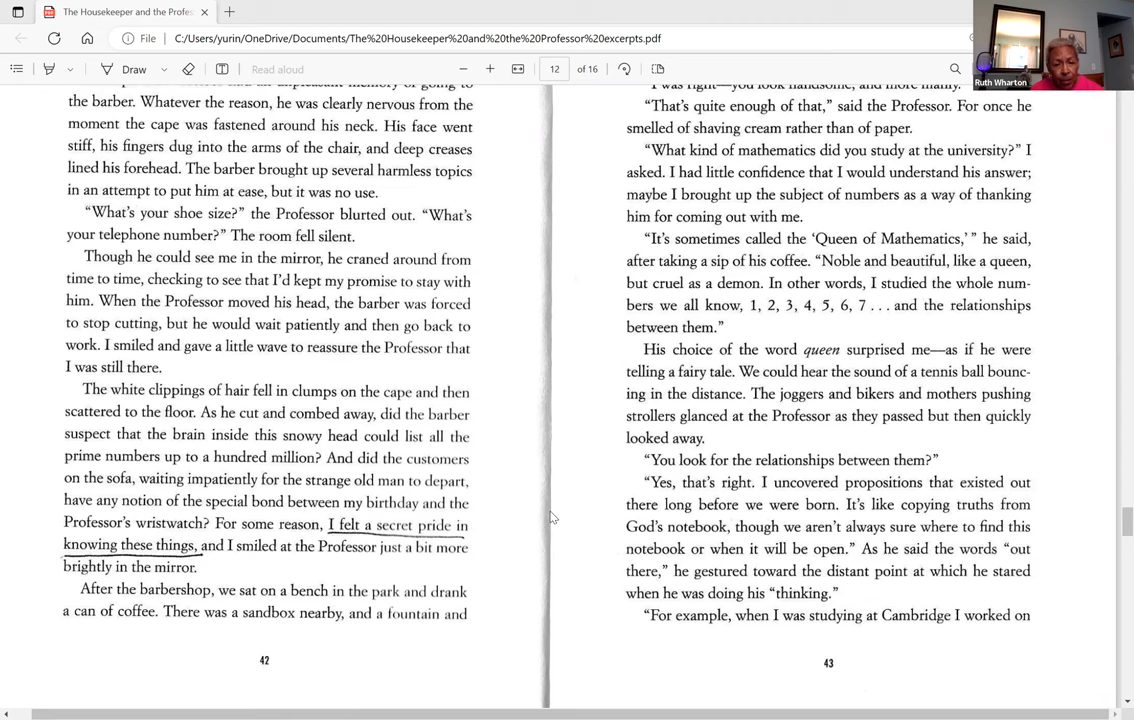 The Housekeeper and the Profes
File
C:/Users/yurin/OneDrive/Documents/The%20Housekeeper%20and%20the%20Professor%20excerpts.pdf
Draw
Read aloud
12 of 16
Ruth Wharton
the barber. Whatever the reason, he was clearly nervous from the
moment the cape was fastened around his neck. His face went
stiff, his fingers dug into the arms of the chair, and deep creases
lined his forehead. The barber brought up several harmless topics
in an attempt to put him at ease, but it was no use.
“What's your shoe size?” the Professor blurted out. “What's
your telephone number?” The room fell silent.
Though he could see me in the mirror, he craned around from
time to time, checking to see that I'd kept my promise to stay with
him. When the Professor moved his head, the barber was forced
to stop cutting, but he would wait patiently and then go back to
work. I smiled and gave a little wave to reassure the Professor that
I was still there.
The white clippings of hair fell in clumps on the cape and then
scattered to the floor. As he cut and combed away, did the barber
suspect that the brain inside this snowy head could list all the
prime numbers up to a hundred million? And did the customers
on the sofa, waiting impatiently for the strange old man to depart,
have any notion of the special bond between my birthday and the
Professor's wristwatch? For some reason, I felt a secret pride in
knowing these things, and I smiled at the Professor just a bit more
brightly in the mirror.
After the barbershop, we sat on a bench in the park and drank
a can of coffee. There was a sandbox nearby, and a fountain and
42
I was right—you look handsome, and more manly.
“That's quite enough of that,” said the Professor. For once he
smelled of shaving cream rather than of paper.
“What kind of mathematics did you study at the university?” I
asked. I had little confidence that I would understand his answer;
maybe I brought up the subject of numbers as a way of thanking
him for coming out with me.
“It's sometimes called the ‘Queen of Mathematics,’ ” he said,
after taking a sip of his coffee. “Noble and beautiful, like a queen,
but cruel as a demon. In other words, I studied the whole num-
bers we all know, 1, 2, 3, 4, 5, 6, 7 . . . and the relationships
between them.”
His choice of the word queen surprised me—as if he were
telling a fairy tale. We could hear the sound of a tennis ball bounc-
ing in the distance. The joggers and bikers and mothers pushing
strollers glanced at the Professor as they passed but then quickly
looked away.
“You look for the relationships between them?”
“Yes, that's right. I uncovered propositions that existed out
there long before we were born. It's like copying truths from
God's notebook, though we aren't always sure where to find this
notebook or when it will be open.” As he said the words “out
there,” he gestured toward the distant point at which he stared
when he was doing his “thinking.”
“For example, when I was studying at Cambridge I worked on
43